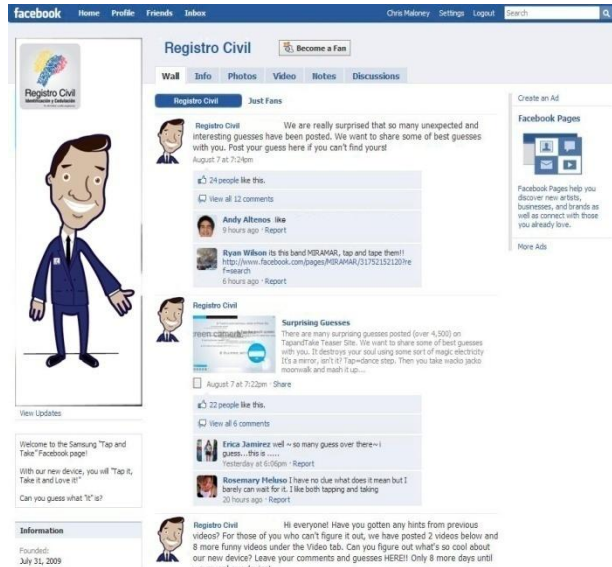 facebook Home Profile Friends Inbox Chris Maloney Settings Logout Search
Registro Civil
Identificación y Cedulación
Registro Civil
Become a Fan
Wall Info Photos Video Notes Discussions
Registro Civil Just Fans
Registro Civil We are really surprised that so many unexpected and
interesting guesses have been posted. We want to share some of best guesses
with you. Post your guess here if you can't find yours!
August 7 at 7:24pm
24 people like this.
View all 12 comments
Andy Altenos like
9 hours ago · Report
Ryan Wilson its this band MIRAMAR, tap and tape them!!
http://www.facebook.com/pages/MIRAMAR/31752152120?re
f=search
6 hours ago · Report
Registro Civil
Surprising Guesses
There are many surprising guesses posted (over 4,500) on
TapandTake Teaser Site. We want to share some of best guesses
with you. It destroys your soul using some sort of magic electricity
It's a mirror, isn't it? Tap=dance step. Then you take wacko jacko
moonwalk and mash it up...
August 7 at 7:22pm · Share
22 people like this.
View all 6 comments
Erica Jamirez well ~ so many guess over there~ i
guess...this is .....
Yesterday at 6:06pm · Report
Rosemary Meluso I have no clue what does it mean but I
barely can wait for it. I like both tapping and taking
20 hours ago · Report
Registro Civil Hi everyone! Have you gotten any hints from previous
videos? For those of you who can't figure it out, we have posted 2 videos below and
8 more funny videos under the Video tab. Can you figure out what's so cool about
our new device? Leave your comments and guesses HERE!! Only 8 more days until
View Updates
Welcome to the Samsung "Tap and
Take" Facebook page!
With our new device, you will "Tap it,
Take it and Love it!"
Can you guess what "it" is?
Information
Founded:
July 31, 2009
Create an Ad
Facebook Pages
Facebook Pages help you
discover new artists,
businesses, and brands as
well as connect with those
you already love.
More Ads